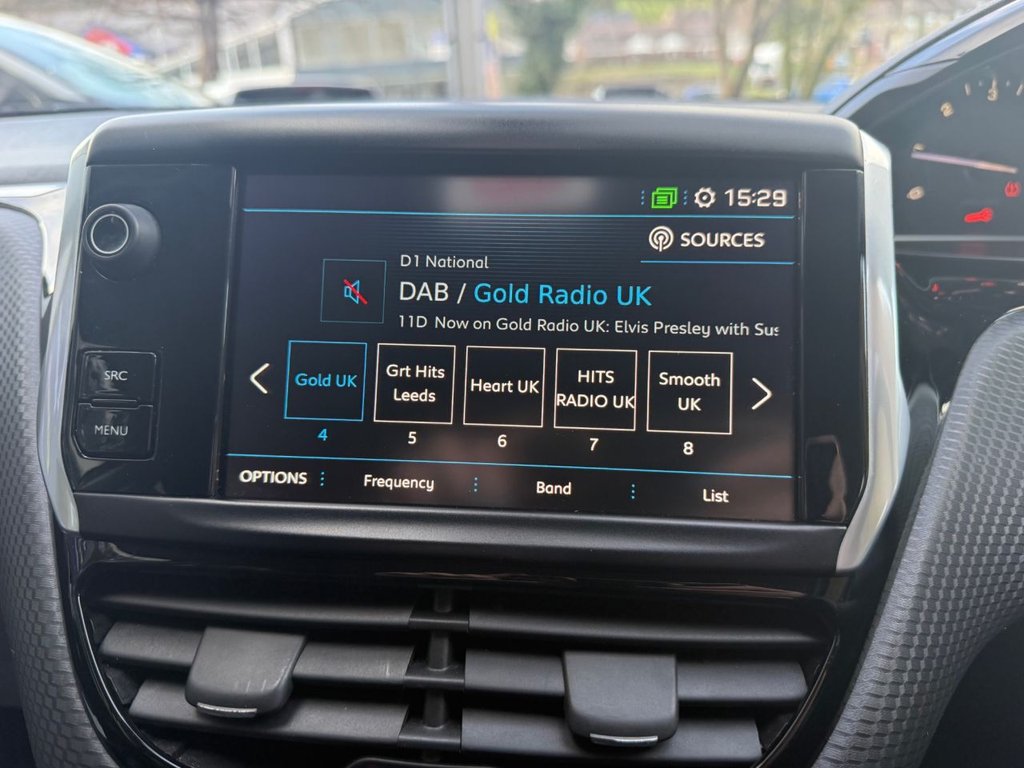 15:29
SOURCES
D1 National
DAB / Gold Radio UK
11D Now on Gold Radio UK: Elvis Presley with Sus
Gold UK
Grt Hits
Leeds
Heart UK
HITS
RADIO UK
Smooth
UK
4
5
6
7
8
OPTIONS
Frequency
Band
List
SRC
MENU
2
3